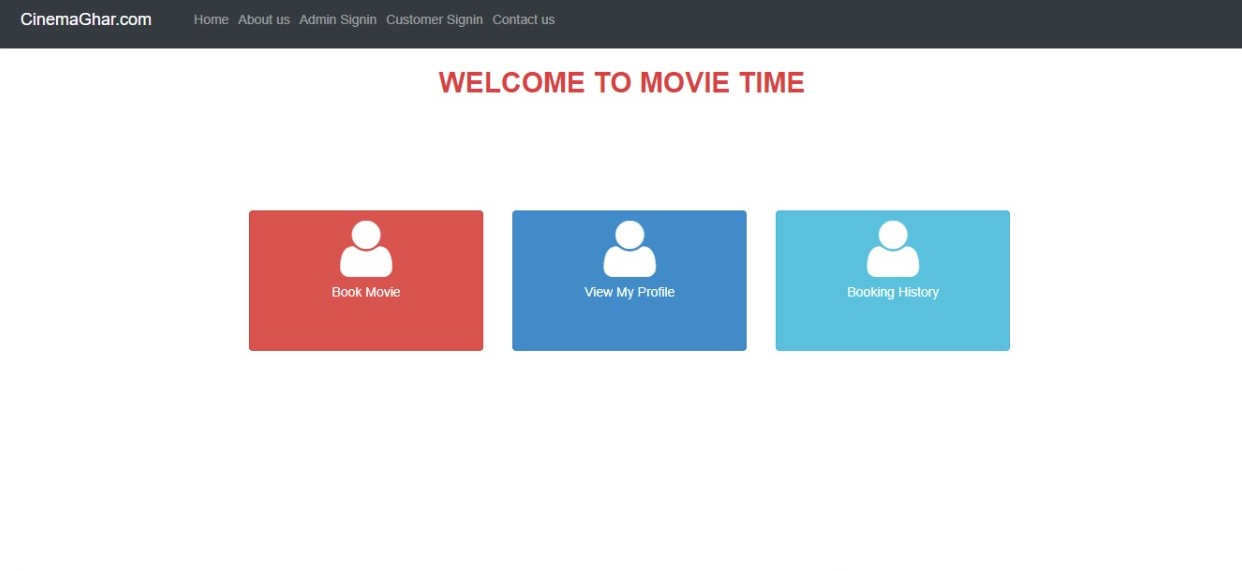 CinemaGhar.com Home About us Admin Signin Customer Signin Contact us
WELCOME TO MOVIE TIME
Book Movie
View My Profile
Booking History